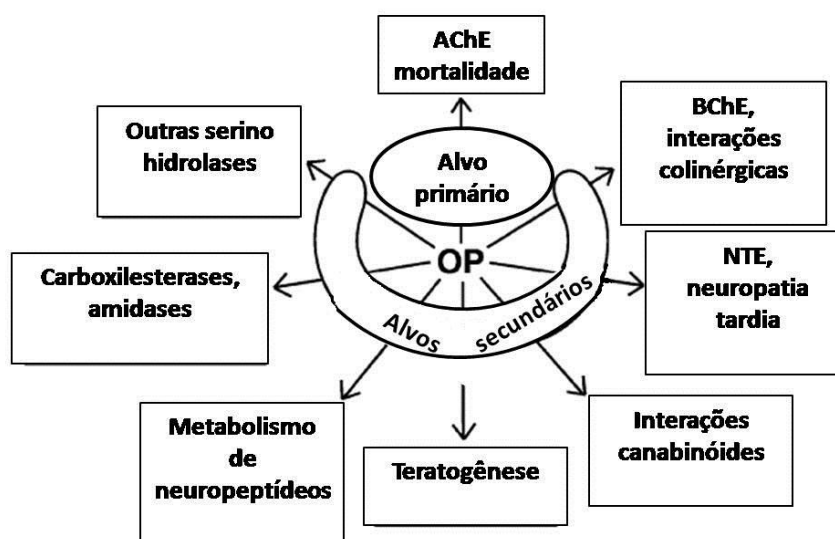 AChE
mortalidade
Outras serino
hidrolases
Alvo
primário
BChE,
interações
colinérgicas
OP
Carboxilesterases,
amidases
Alvos secundários
NTE,
neuropatia
tardia
Metabolismo
de
neuropeptídeos
Teratogênese
Interações
canabinóides